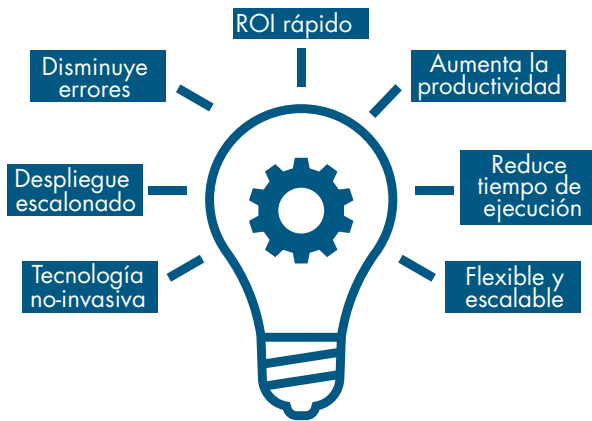 ROI rápido
Disminuye
errores
Aumenta la
productividad
Despliegue
escalonado
Reduce
tiempo de
ejecución
Tecnología
no-invasiva
Flexible y
escalable